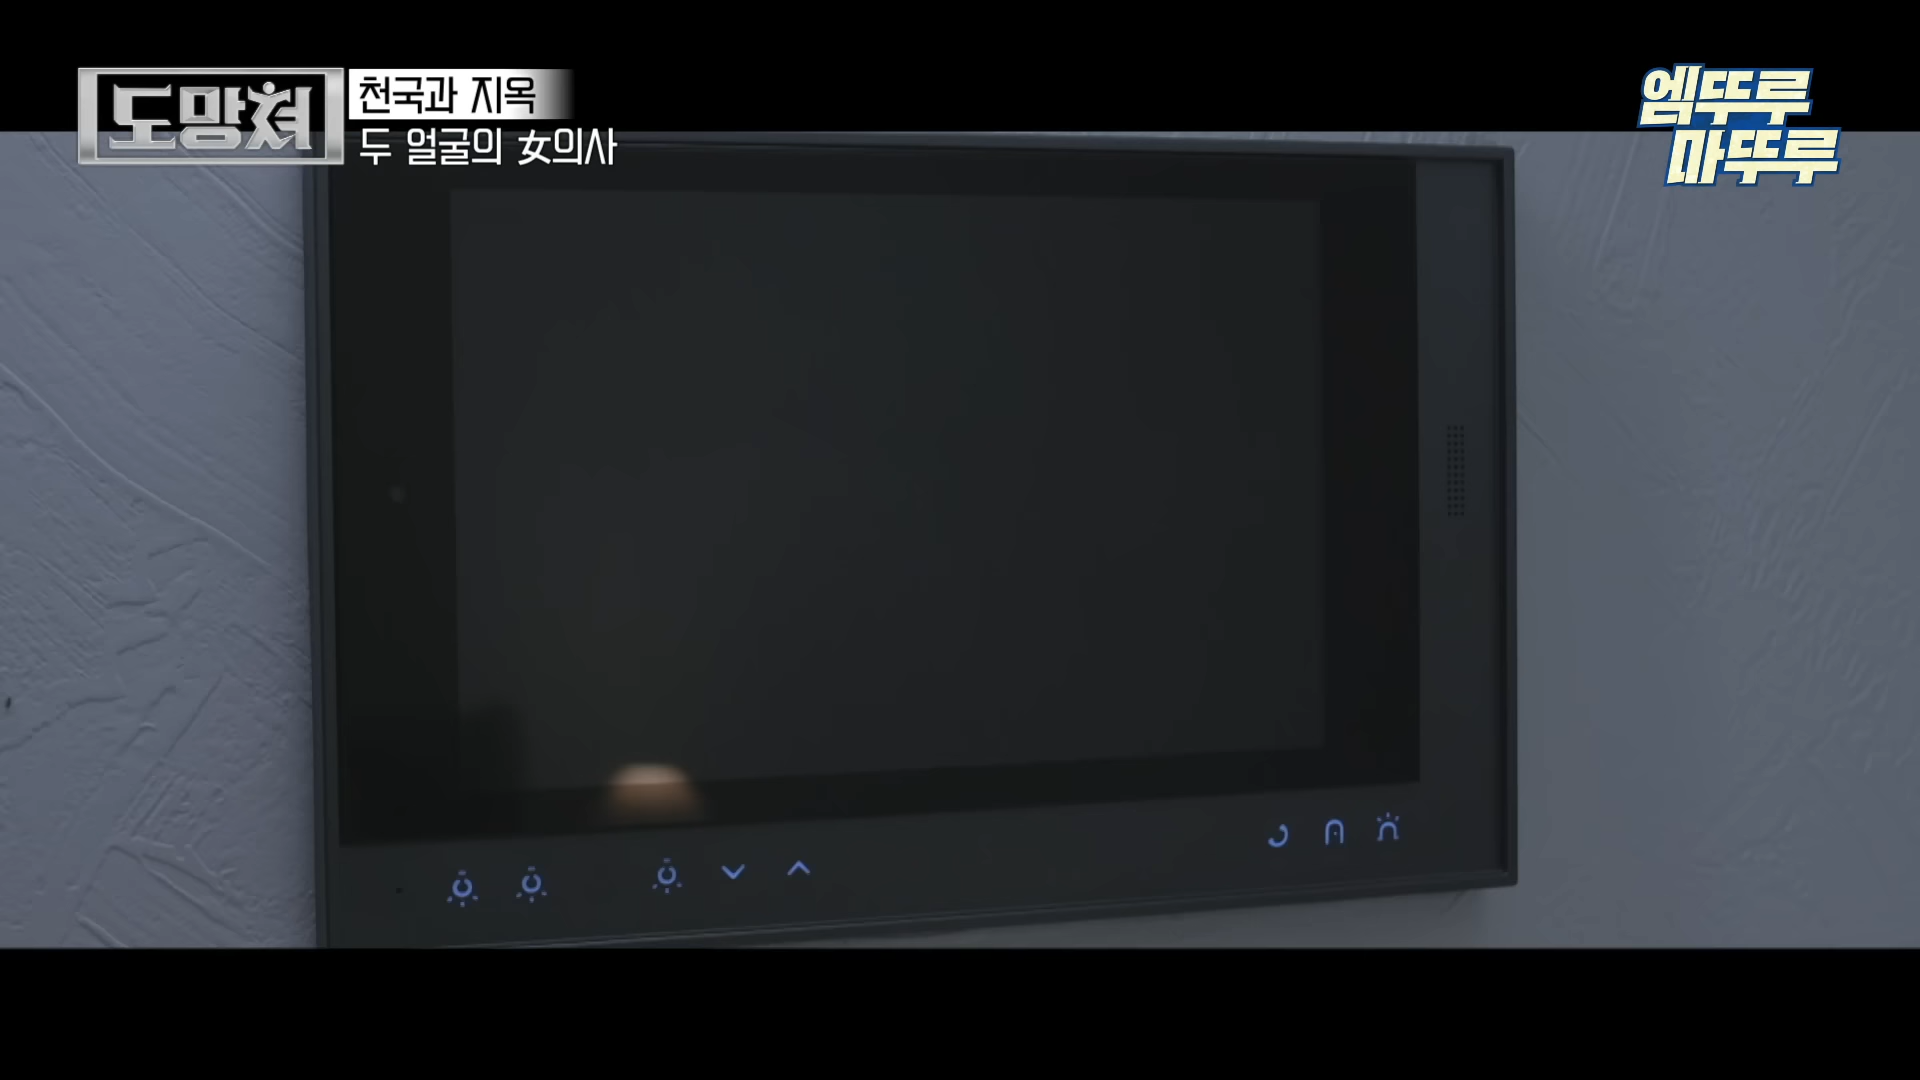 도망쳐
천국과 지옥
두 얼굴의 女의사
엠뚜루
마뚜루